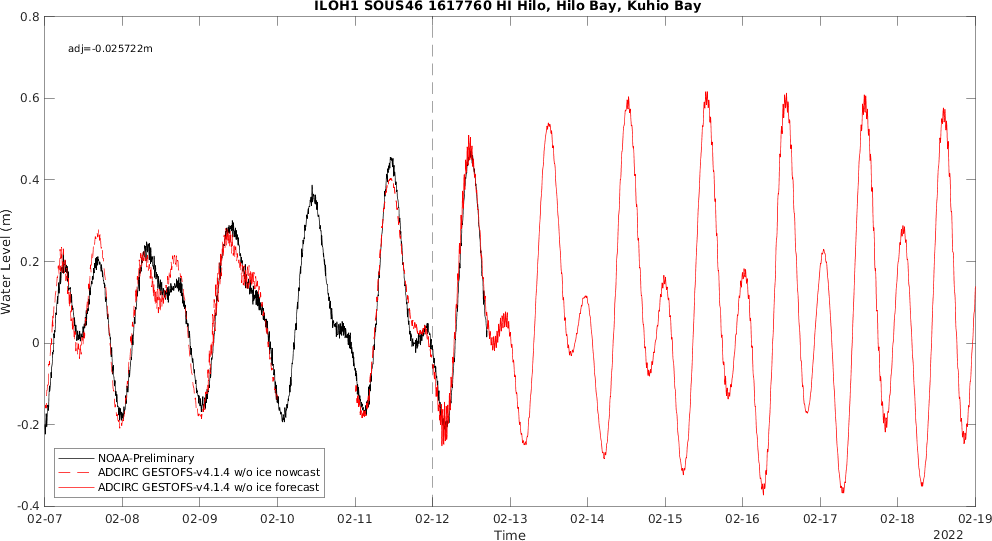 ILOH1 SOUS46 1617760 HI Hilo, Hilo Bay, Kuhio Bay
adj=-0.025722m
0.8
0.6
0.4
0.2
0
-0.2
-0.4
Water Level (m)
NOAA-Preliminary
ADCIRC GESTOFS-v4.1.4 w/o ice nowcast
ADCIRC GESTOFS-v4.1.4 w/o ice forecast
02-07 02-08 02-09 02-10 02-11 02-12 02-13 02-14 02-15 02-16 02-17 02-18 02-19
Time
2022